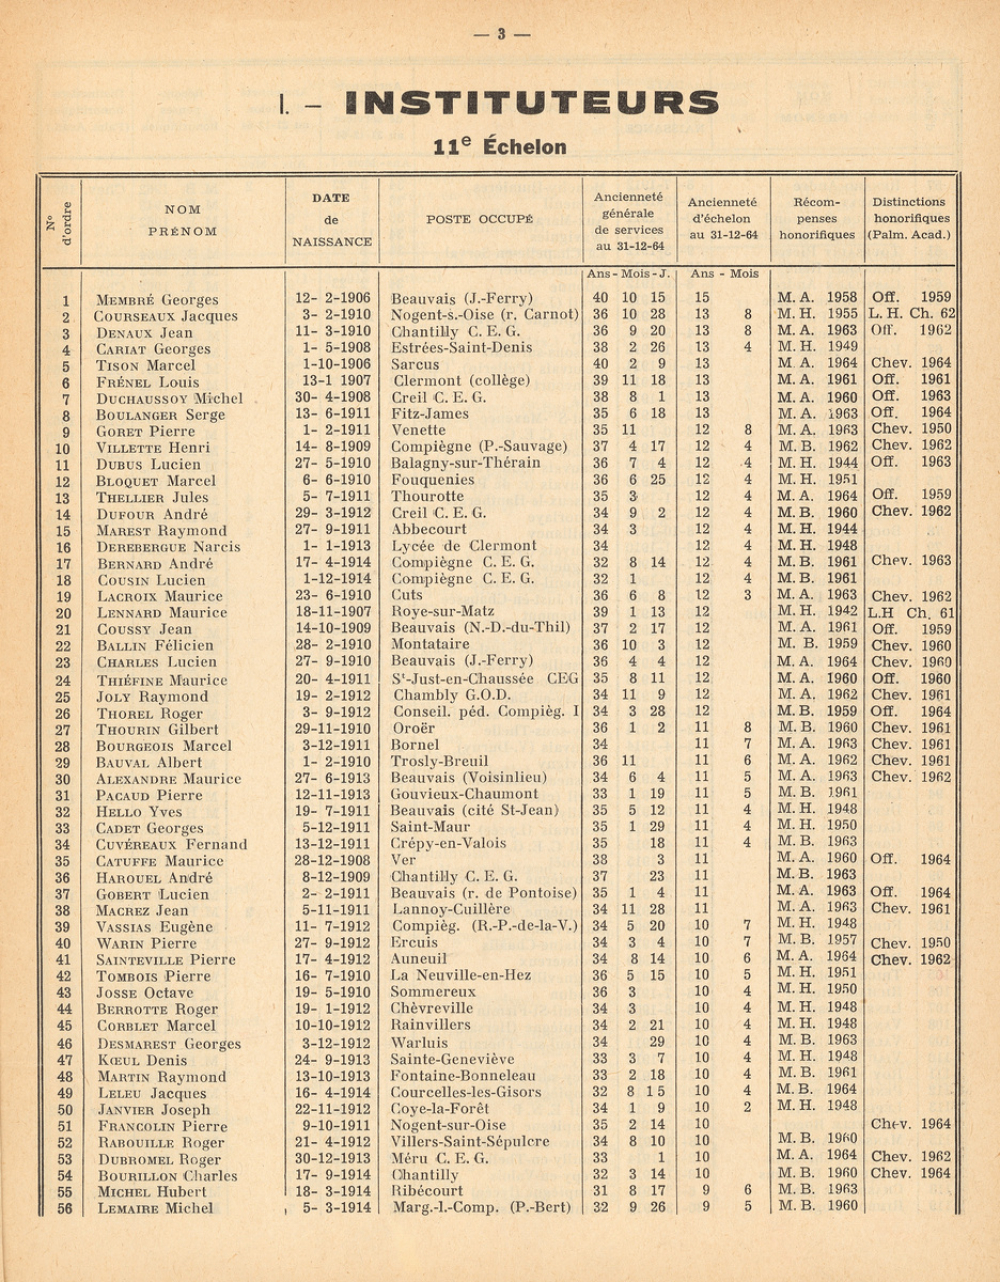 — 3 —
I. – INSTITUTEURS
11e Échelon
N° d'ordre | NOM PRÉNOM | DATE de NAISSANCE | POSTE OCCUPÉ | Ancienneté générale de services au 31-12-64 | Ancienneté d'échelon au 31-12-64 | Récompenses honorifiques | Distinctions honorifiques (Palm. Acad.)
Ans - Mois - J. | Ans - Mois
1 MEMBRÉ Georges 12- 2-1906 Beauvais (J.-Ferry) 40 10 15 15 M. A. 1958 Off. 1959
2 COURSEAUX Jacques 3- 2-1910 Nogent-s.-Oise (r. Carnot) 36 10 28 13 8 M. H. 1955 L. H. Ch. 62
3 DENAUX Jean 11- 3-1910 Chantilly C. E. G. 36 9 20 13 8 M. A. 1963 Off. 1962
4 CARIAT Georges 1- 5-1908 Estrées-Saint-Denis 38 2 26 13 4 M. H. 1949
5 TISON Marcel 1-10-1906 Sarcus 40 2 9 13 M. A. 1964 Chev. 1964
6 FRÉNEL Louis 13-1 1907 Clermont (collège) 39 11 18 13 M. A. 1961 Off. 1961
7 DUCHAUSSOY Michel 30- 4-1908 Creil C. E. G. 38 8 1 13 M. A. 1960 Off. 1963
8 BOULANGER Serge 13- 6-1911 Fitz-James 35 6 18 13 M. A. 1963 Off. 1964
9 GORET Pierre 1- 2-1911 Venette 35 11 12 8 M. A. 1963 Chev. 1950
10 VILLETTE Henri 14- 8-1909 Compiègne (P.-Sauvage) 37 4 17 12 4 M. B. 1962 Chev. 1962
11 DUBUS Lucien 27- 5-1910 Balagny-sur-Thérain 36 7 4 12 4 M. H. 1944 Off. 1963
12 BLOQUET Marcel 6- 6-1910 Fouquenies 36 6 25 12 4 M. H. 1951
13 THELLIER Jules 5- 7-1911 Thourotte 35 3 12 4 M. A. 1964 Off. 1959
14 DUFOUR André 29- 3-1912 Creil C. E. G. 34 9 2 12 4 M. B. 1960 Chev. 1962
15 MAREST Raymond 27- 9-1911 Abbecourt 34 3 12 4 M. H. 1944
16 DEREBERGUE Narcis 1- 1-1913 Lycée de Clermont 34 12 4 M. H. 1948
17 BERNARD André 17- 4-1914 Compiègne C. E. G. 32 8 14 12 4 M. B. 1961 Chev. 1963
18 COUSIN Lucien 1-12-1914 Compiègne C. E. G. 32 1 12 4 M. B. 1961
19 LACROIX Maurice 23- 6-1910 Cuts 36 6 8 12 3 M. A. 1963 Chev. 1962
20 LENNARD Maurice 18-11-1907 Roye-sur-Matz 39 1 13 12 M. H. 1942 L.H Ch. 61
21 COUSSY Jean 14-10-1909 Beauvais (N.-D.-du-Thil) 37 2 17 12 M. A. 1961 Off. 1959
22 BALLIN Félicien 28- 2-1910 Montataire 36 10 3 12 M. B. 1959 Chev. 1960
23 CHARLES Lucien 27- 9-1910 Beauvais (J.-Ferry) 36 4 4 12 M. A. 1964 Chev. 1960
24 THIÉFINE Maurice 20- 4-1911 St-Just-en-Chaussée CEG 35 8 11 12 M. A. 1960 Off. 1960
25 JOLY Raymond 19- 2-1912 Chambly G.O.D. 34 11 9 12 M. A. 1962 Chev. 1961
26 THOREL Roger 3- 9-1912 Conseil. péd. Compièg. I 34 3 28 12 M. B. 1959 Off. 1964
27 THOURIN Gilbert 29-11-1910 Oroër 36 1 2 11 8 M. B. 1960 Chev. 1961
28 BOURGEOIS Marcel 3-12-1911 Bornel 34 11 7 M. A. 1963 Chev. 1961
29 BAUVAL Albert 1- 2-1910 Trosly-Breuil 36 11 11 6 M. A. 1962 Chev. 1961
30 ALEXANDRE Maurice 27- 6-1913 Beauvais (Voisinlieu) 34 6 4 11 5 M. A. 1963 Chev. 1962
31 PACAUD Pierre 12-11-1913 Gouvieux-Chaumont 33 1 19 11 5 M. B. 1961
32 HELLO Yves 19- 7-1911 Beauvais (cité St-Jean) 35 5 12 11 4 M. H. 1948
33 CADET Georges 5-12-1911 Saint-Maur 35 1 29 11 4 M. H. 1950
34 CUVÉREAUX Fernand 13-12-1911 Crépy-en-Valois 35 18 11 4 M. B. 1963
35 CATUFFE Maurice 28-12-1908 Ver 38 3 11 M. A. 1960 Off. 1964
36 HAROUEL André 8-12-1909 Chantilly C. E. G. 37 23 11 M. B. 1963
37 GOBERT Lucien 2- 2-1911 Beauvais (r. de Pontoise) 35 1 4 11 M. A. 1963 Off. 1964
38 MACREZ Jean 5-11-1911 Lannoy-Cuillère 34 11 28 11 M. A. 1963 Chev. 1961
39 VASSIAS Eugène 11- 7-1912 Compièg. (R.-P.-de-la-V.) 34 5 20 10 7 M. H. 1948
40 WARIN Pierre 27- 9-1912 Ercuis 34 3 4 10 7 M. B. 1957 Chev. 1950
41 SAINTEVILLE Pierre 17- 4-1912 Auneuil 34 8 14 10 6 M. A. 1964 Chev. 1962
42 TOMBOIS Pierre 16- 7-1910 La Neuville-en-Hez 36 5 15 10 5 M. H. 1951
43 JOSSE Octave 19- 5-1910 Sommereux 36 3 10 4 M. H. 1950
44 BERROTTE Roger 19- 1-1912 Chèvreville 34 3 10 4 M. H. 1948
45 CORBLET Marcel 10-10-1912 Rainvillers 34 2 21 10 4 M. H. 1948
46 DESMAREST Georges 3-12-1912 Warluis 34 29 10 4 M. B. 1963
47 KŒUL Denis 24- 9-1913 Sainte-Geneviève 33 3 7 10 4 M. H. 1948
48 MARTIN Raymond 13-10-1913 Fontaine-Bonneleau 33 2 18 10 4 M. B. 1961
49 LELEU Jacques 16- 4-1914 Courcelles-les-Gisors 32 8 15 10 4 M. B. 1964
50 JANVIER Joseph 22-11-1912 Coye-la-Forêt 34 1 9 10 2 M. H. 1948
51 FRANCOLIN Pierre 9-10-1911 Nogent-sur-Oise 35 2 14 10 Chev. 1964
52 RABOUILLE Roger 21- 4-1912 Villers-Saint-Sépulcre 34 8 10 10 M. B. 1960
53 DUBROMEL Roger 30-12-1913 Méru C. E. G. 33 1 10 M. A. 1964 Chev. 1962
54 BOURILLON Charles 17- 9-1914 Chantilly 32 3 14 10 M. B. 1960 Chev. 1964
55 MICHEL Hubert 18- 3-1914 Ribécourt 31 8 17 9 6 M. B. 1963
56 LEMAIRE Michel 5- 3-1914 Marg.-l.-Comp. (P.-Bert) 32 9 26 9 5 M. B. 1960